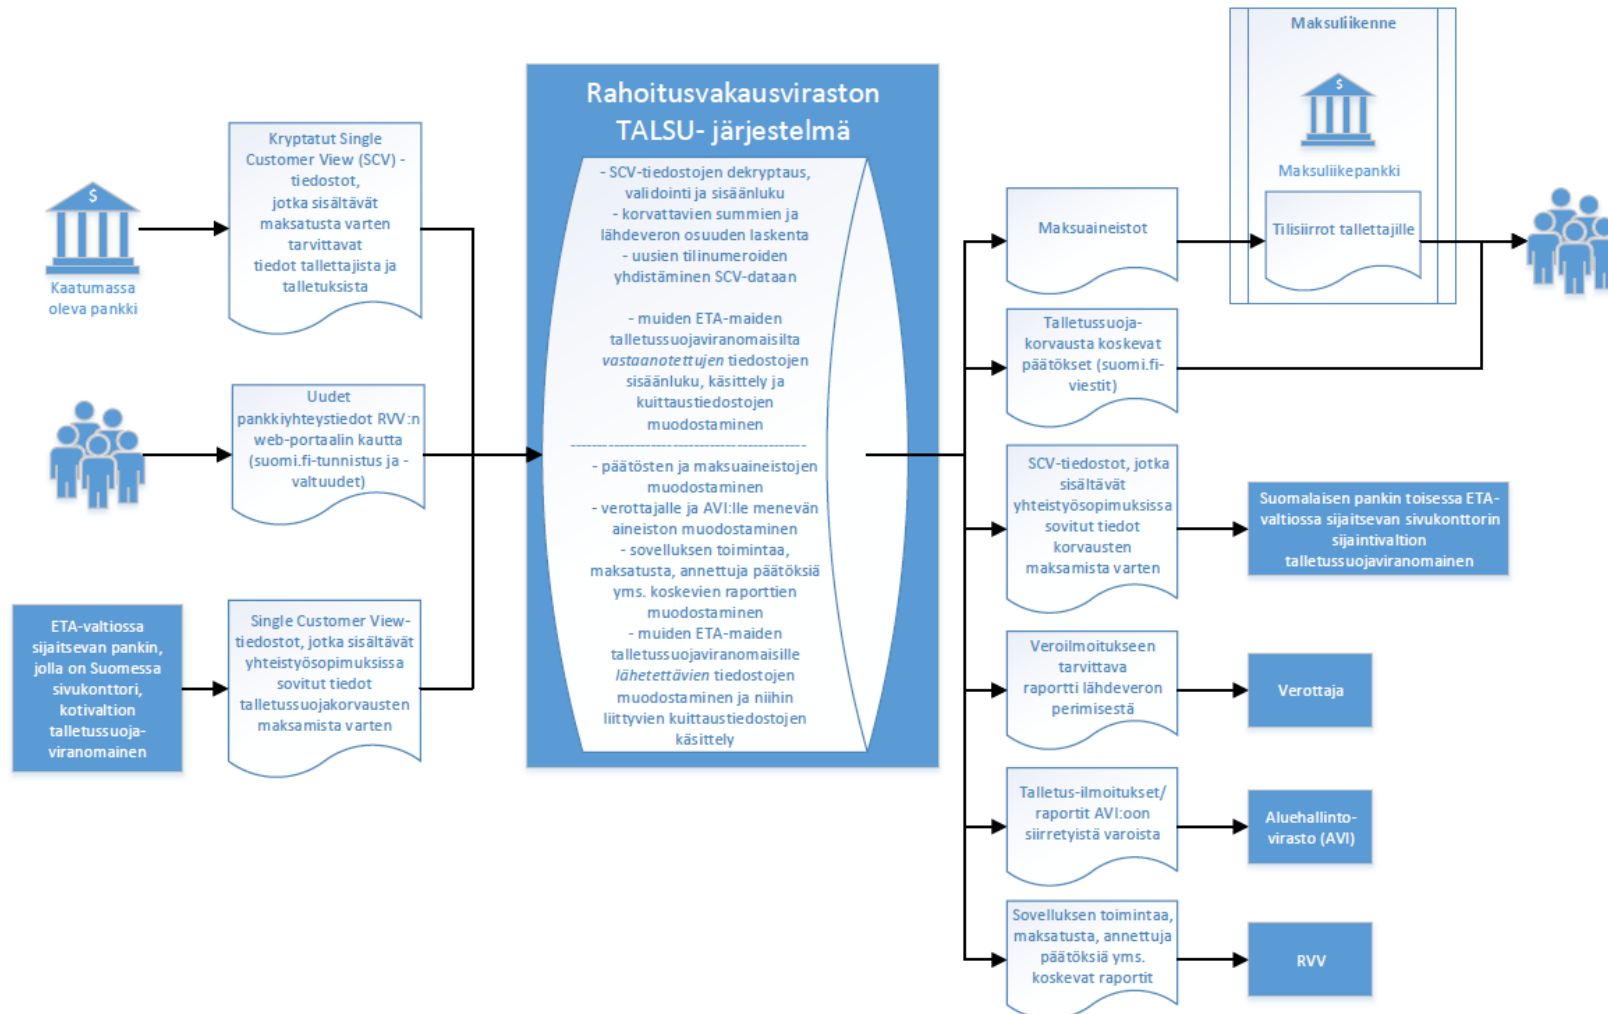 Kryptatut Single
Customer View (SCV) -
tiedostot,
jotka sisältävät
maksatusta varten
tarvittavat
tiedot tallettajista ja
talletuksista
$
Kaatumassa
oleva pankki
Uudet
pankkiyhteystiedot RVV:n
web-portaalin kautta
(suomi.fi-tunnistus ja -
valtuudet)
ETA-valtiossa
sijaitsevan pankin,
jolla on Suomessa
sivukonttori,
kotivaltion
talletussuoja-
viranomainen
Single Customer View-
tiedostot, jotka sisältävät
yhteistyösopimuksissa
sovitut tiedot
talletussuojakorvausten
maksamista varten
Rahoitusvakausviraston
TALSU- järjestelmä
- SCV-tiedostojen dekryptaus,
validointi ja sisäänluku
- korvattavien summien ja
lähdeveron osuuden laskenta
- uusien tilinumeroiden
yhdistäminen SCV-dataan
- muiden ETA-maiden
talletussuojaviranomaisilta
vastaanotettujen tiedostojen
sisäänluku, käsittely ja
kuittaustiedostojen
muodostaminen
--------------------------------------------
- päätösten ja maksuaineistojen
muodostaminen
- verottajalle ja AVI:lle menevän
aineiston muodostaminen
- sovelluksen toimintaa,
maksatusta, annettuja päätöksiä
yms. koskevien raporttien
muodostaminen
- muiden ETA-maiden
talletussuojaviranomaisille
lähetettävien tiedostojen
muodostaminen ja niihin
liittyvien kuittaustiedostojen
käsittely
Maksuliikenne
$
Maksuliikepankki
Maksuaineistot
Tilisiirrot tallettajille
Talletussuoja-
korvausta koskevat
päätökset (suomi.fi-
viestit)
SCV-tiedostot, jotka
sisältävät
yhteistyösopimuksissa
sovitut tiedot
korvausten
maksamista varten
Suomalaisen pankin toisessa ETA-
valtiossa sijaitsevan sivukonttorin
sijaintivaltion
talletussuojaviranomainen
Veroilmoitukseen
tarvittava
raportti lähdeveron
perimisestä
Verottaja
Talletus-ilmoitukset/
raportit AVI:oon
siirretyistä varoista
Aluehallinto-
virasto (AVI)
Sovelluksen toimintaa,
maksatusta, annettuja
päätöksiä yms.
koskevat raportit
RVV